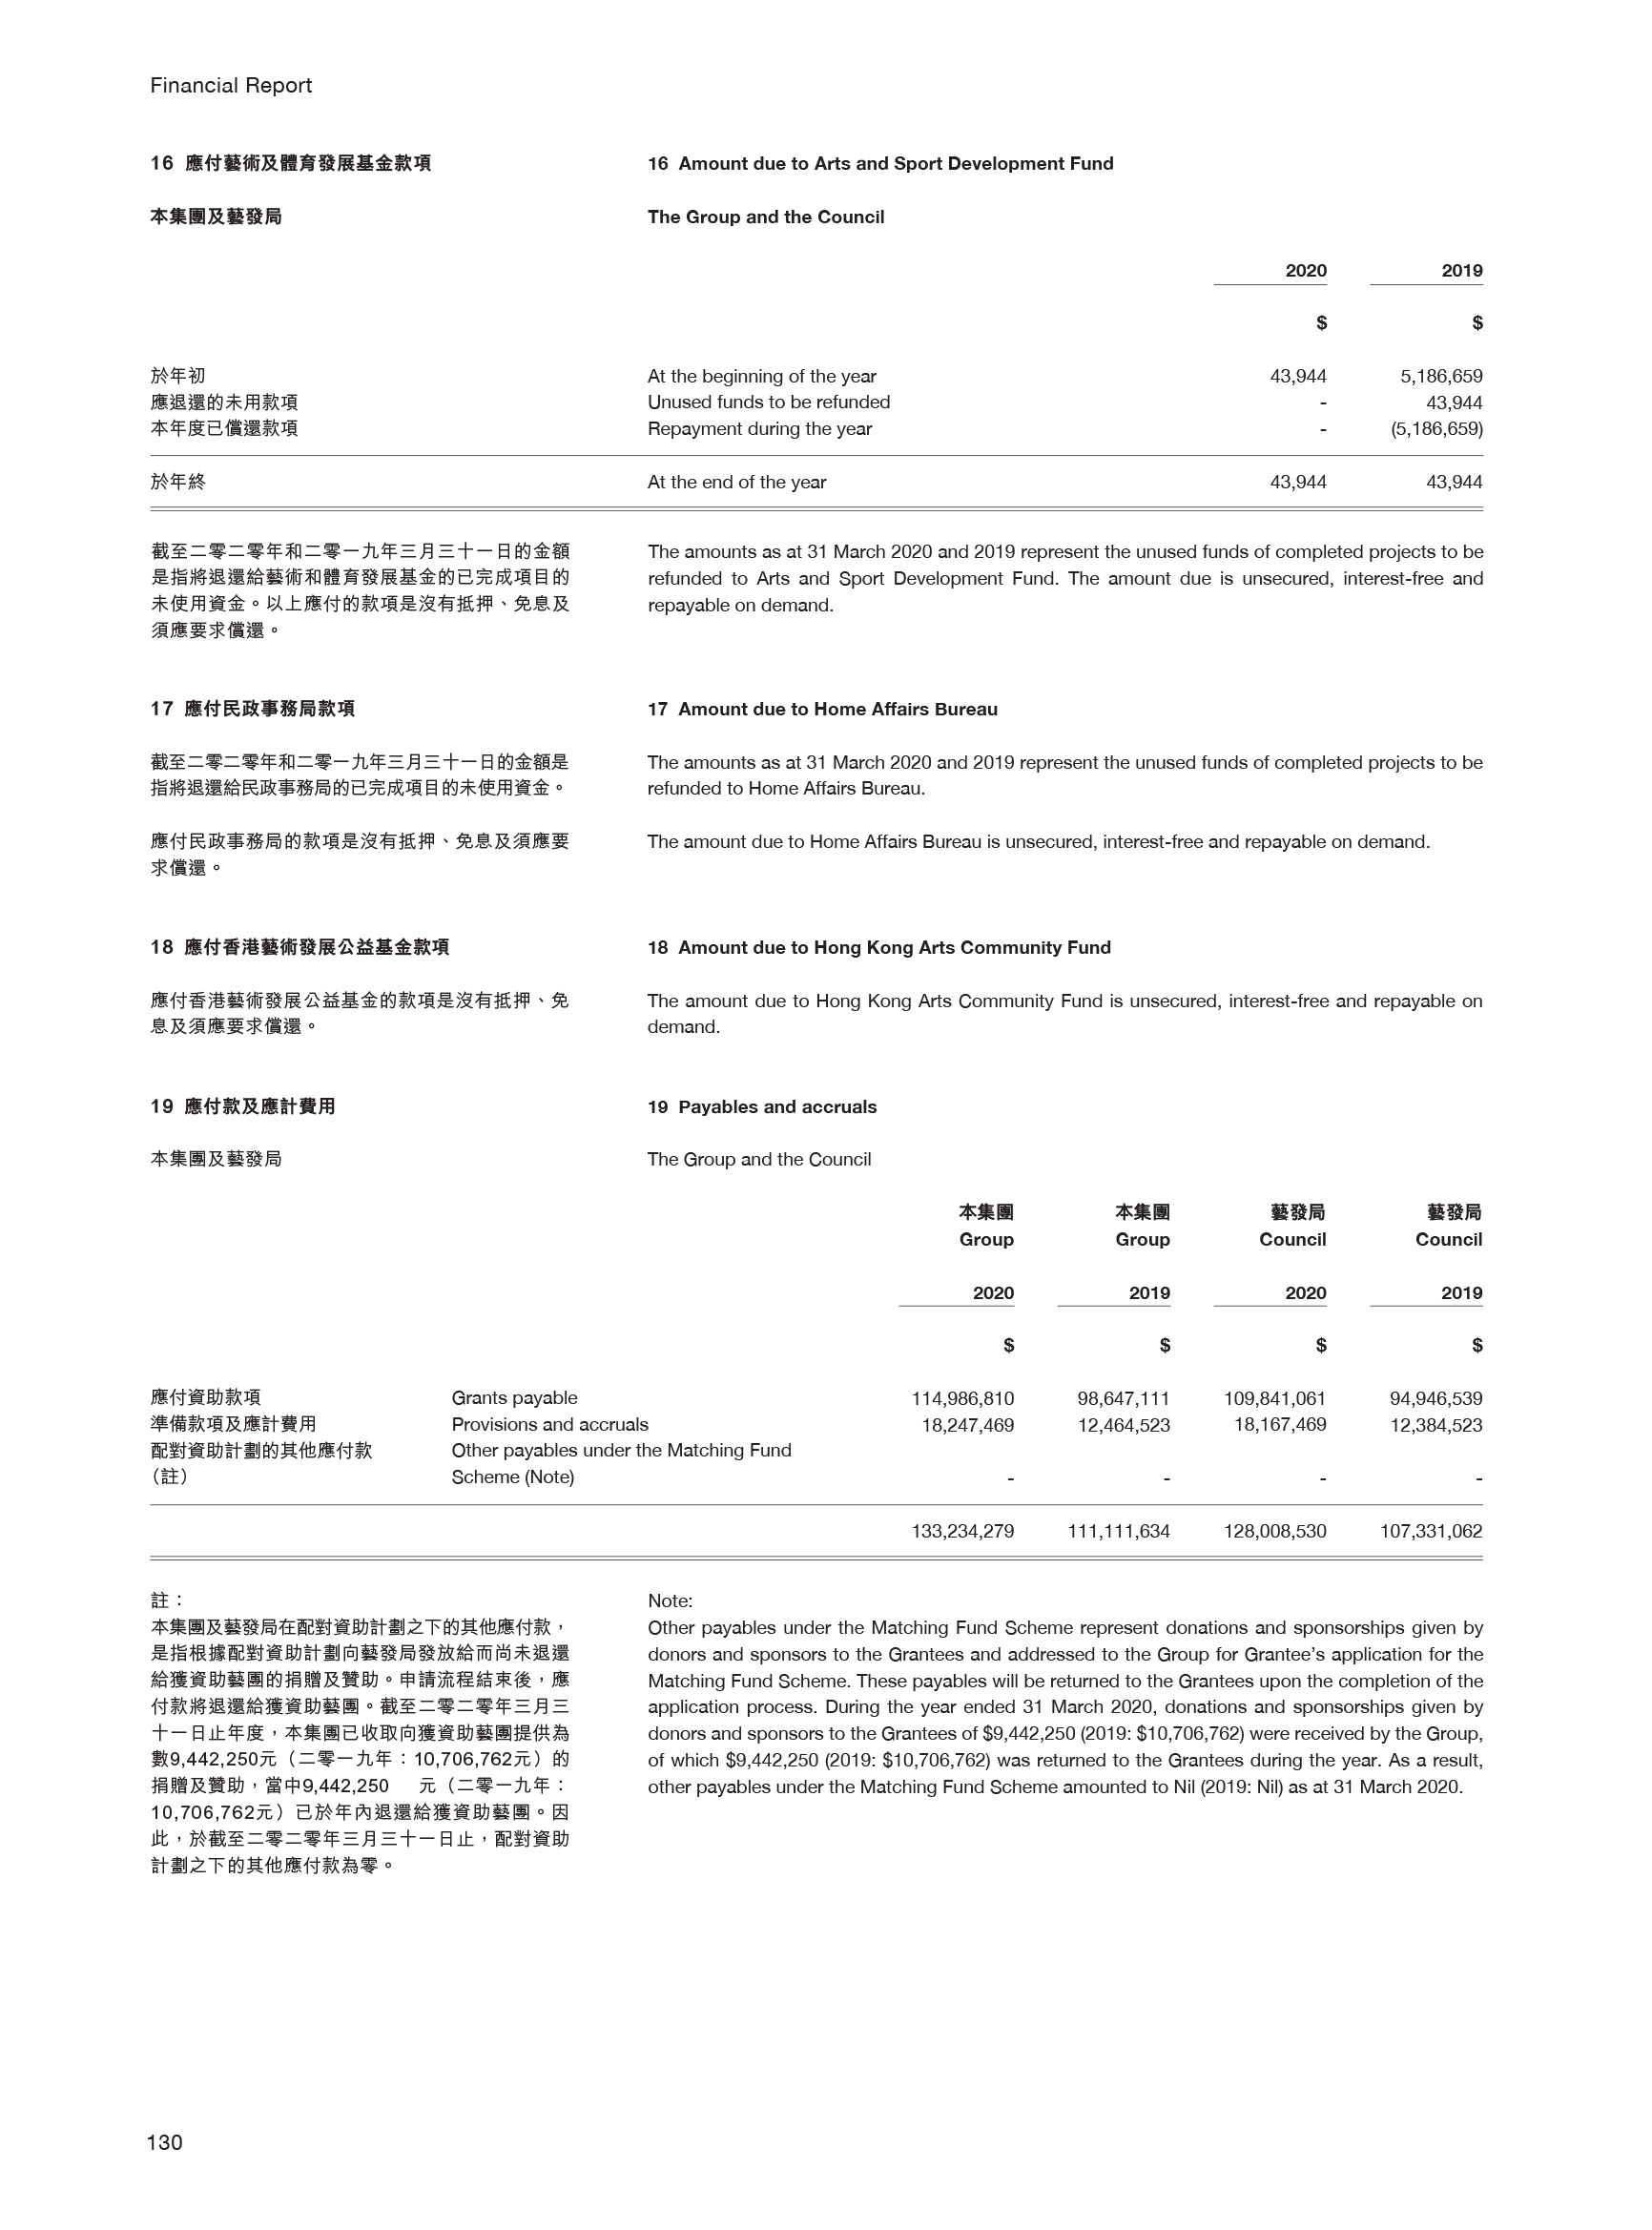 Financial Report
16 應付藝術及體育發展基金款項
16 Amount due to Arts and Sport Development Fund
本集團及藝發局
The Group and the Council
2020 2019
$ $
於年初 At the beginning of the year 43,944 5,186,659
應退還的未用款項 Unused funds to be refunded - 43,944
本年度已償還款項 Repayment during the year - (5,186,659)
於年終 At the end of the year 43,944 43,944
截至二零二零年和二零一九年三月三十一日的金額
是指將退還給藝術和體育發展基金的已完成項目的
未使用資金。以上應付的款項是沒有抵押、免息及
須應要求償還。
The amounts as at 31 March 2020 and 2019 represent the unused funds of completed projects to be
refunded to Arts and Sport Development Fund. The amount due is unsecured, interest-free and
repayable on demand.
17 應付民政事務局款項
17 Amount due to Home Affairs Bureau
截至二零二零年和二零一九年三月三十一日的金額是
指將退還給民政事務局的已完成項目的未使用資金。
The amounts as at 31 March 2020 and 2019 represent the unused funds of completed projects to be
refunded to Home Affairs Bureau.
應付民政事務局的款項是沒有抵押、免息及須應要
求償還。
The amount due to Home Affairs Bureau is unsecured, interest-free and repayable on demand.
18 應付香港藝術發展公益基金款項
18 Amount due to Hong Kong Arts Community Fund
應付香港藝術發展公益基金的款項是沒有抵押、免
息及須應要求償還。
The amount due to Hong Kong Arts Community Fund is unsecured, interest-free and repayable on
demand.
19 應付款及應計費用
19 Payables and accruals
本集團及藝發局
The Group and the Council
本集團 本集團 藝發局 藝發局
Group Group Council Council
2020 2019 2020 2019
$ $ $ $
應付資助款項 Grants payable 114,986,810 98,647,111 109,841,061 94,946,539
準備款項及應計費用 Provisions and accruals 18,247,469 12,464,523 18,167,469 12,384,523
配對資助計劃的其他應付款 Other payables under the Matching Fund
（註） Scheme (Note) - - - -
133,234,279 111,111,634 128,008,530 107,331,062
註：
本集團及藝發局在配對資助計劃之下的其他應付款，
是指根據配對資助計劃向藝發局發放給而尚未退還
給獲資助藝團的捐贈及贊助。申請流程結束後，應
付款將退還給獲資助藝團。截至二零二零年三月三
十一日止年度，本集團已收取向獲資助藝團提供為
數9,442,250元（二零一九年：10,706,762元）的
捐贈及贊助，當中9,442,250 元（二零一九年：
10,706,762元）已於年內退還給獲資助藝團。因
此，於截至二零二零年三月三十一日止，配對資助
計劃之下的其他應付款為零。
Note:
Other payables under the Matching Fund Scheme represent donations and sponsorships given by
donors and sponsors to the Grantees and addressed to the Group for Grantee’s application for the
Matching Fund Scheme. These payables will be returned to the Grantees upon the completion of the
application process. During the year ended 31 March 2020, donations and sponsorships given by
donors and sponsors to the Grantees of $9,442,250 (2019: $10,706,762) were received by the Group,
of which $9,442,250 (2019: $10,706,762) was returned to the Grantees during the year. As a result,
other payables under the Matching Fund Scheme amounted to Nil (2019: Nil) as at 31 March 2020.
130